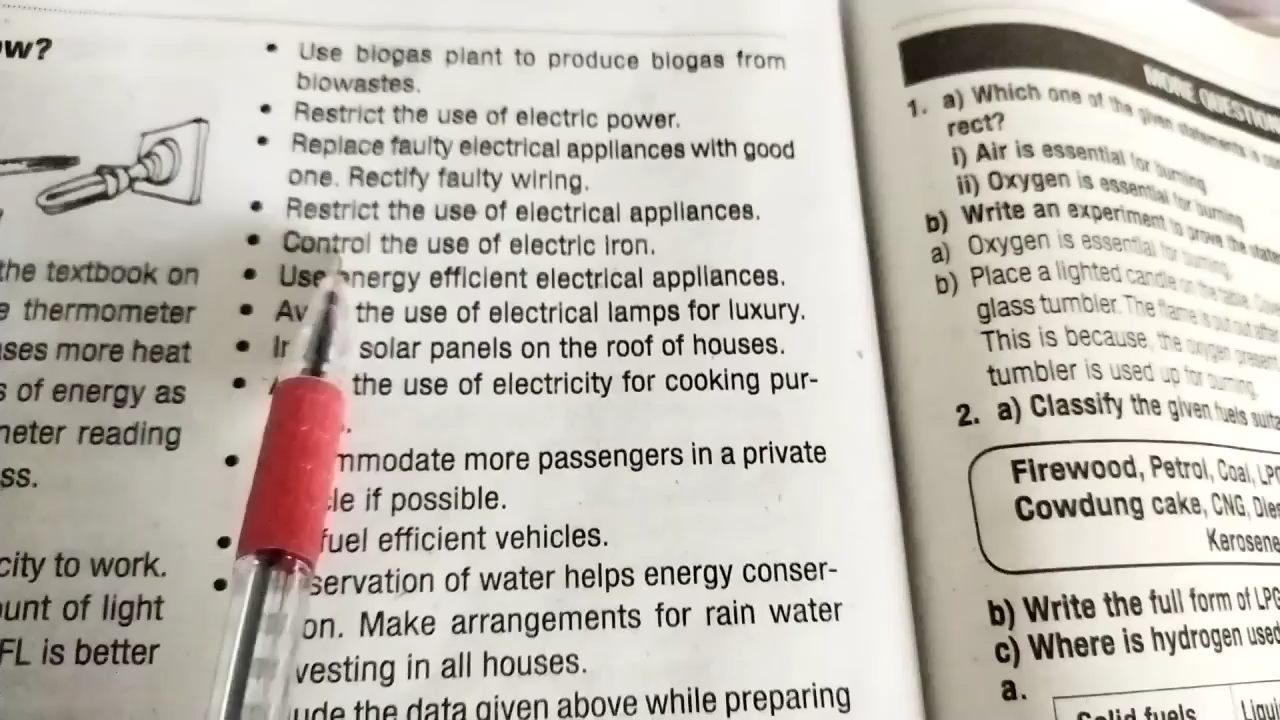 ow?
the textbook on
e thermometer
uses more heat
s of energy as
neter reading
ss.
city to work.
ount of light
FL is better
• Use biogas plant to produce biogas from
biowastes.
• Restrict the use of electric power.
• Replace faulty electrical appliances with good
one. Rectify faulty wiring.
• Restrict the use of electrical appliances.
• Control the use of electric iron.
• Use energy efficient electrical appliances.
• Av the use of electrical lamps for luxury.
• In solar panels on the roof of houses.
• the use of electricity for cooking pur-
• mmodate more passengers in a private
le if possible.
• fuel efficient vehicles.
• servation of water helps energy conser-
on. Make arrangements for rain water
vesting in all houses.
ude the data given above while preparing
MORE QUESTION
1. a) Which one of the given statements is
rect?
i) Air is essential for burning
ii) Oxygen is essential for burning
b) Write an experiment to prove the state
a) Oxygen is essential for burning.
b) Place a lighted candle on the table.
glass tumbler. The flame is put out after
This is because, the oxygen present
tumbler is used up for burning.
2. a) Classify the given fuels suita
Firewood, Petrol, Coal, LPG
Cowdung cake, CNG, Dies
Kerosene
b) Write the full form of LPG
c) Where is hydrogen used
a.
Solid fuels Liqui